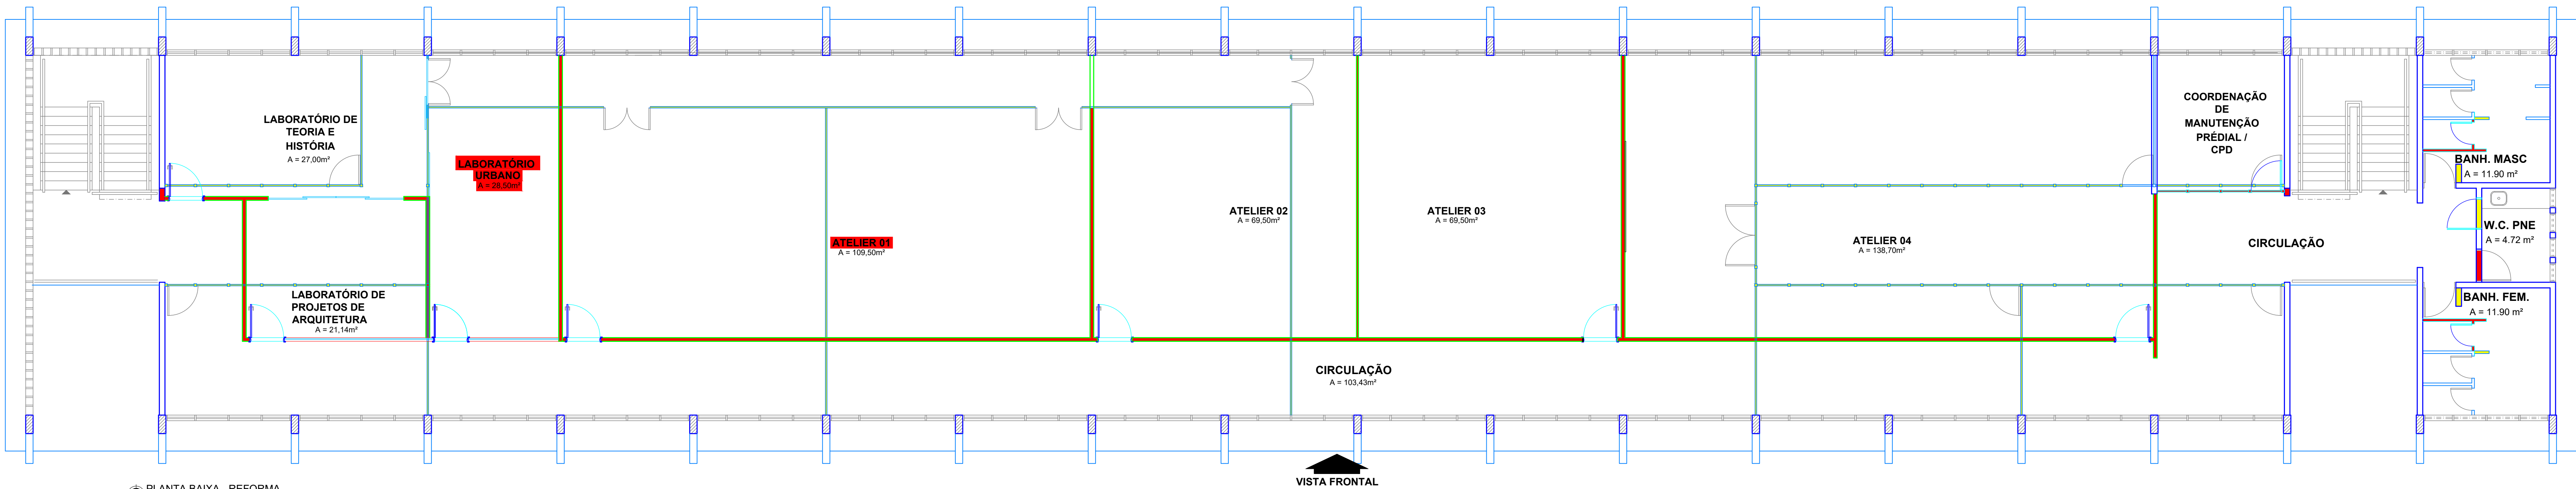 LABORATÓRIO DE
TEORIA E
HISTÓRIA
A = 27,00m²
LABORATÓRIO
URBANO
A = 28,50m²
LABORATÓRIO DE
PROJETOS DE
ARQUITETURA
A = 21,14m²
ATELIER 01
A = 109,50m²
ATELIER 02
A = 69,50m²
ATELIER 03
A = 69,50m²
ATELIER 04
A = 138,70m²
CIRCULAÇÃO
A = 103,43m²
COORDENAÇÃO
DE
MANUTENÇÃO
PRÉDIAL /
CPD
CIRCULAÇÃO
BANH. MASC
A = 11.90 m²
W.C. PNE
A = 4.72 m²
BANH. FEM.
A = 11.90 m²
VISTA FRONTAL
PLANTA BAIXA - REFORMA